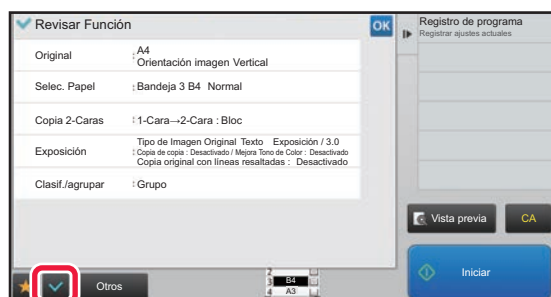 Revisar Función
OK
Original : A4
Orientación imagen Vertical
Selec. Papel : Bandeja 3 B4 Normal
Copia 2-Caras : 1-Cara→2-Cara : Bloc
Exposición : Tipo de Imagen Original Texto Exposición / 3.0
Copia de copia : Desactivado / Mejora Tono de Color : Desactivado
Copia original con líneas resaltadas : Desactivado
Clasif./agrupar : Grupo
Otros
2
3 B4
4 A3
Registro de programa
Registrar ajustes actuales
Vista previa
CA
Iniciar